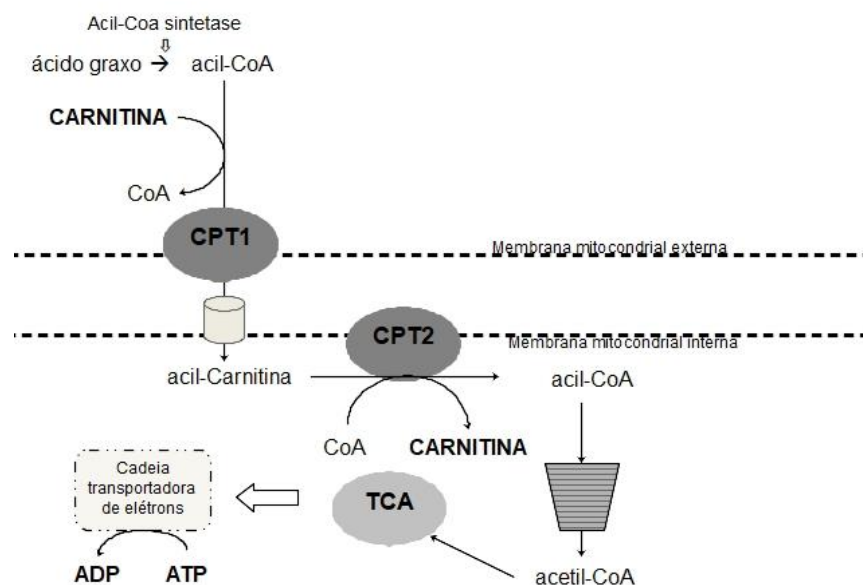 Acil-Coa sintetase
ácido graxo → acil-CoA
CARNITINA
CoA
CPT1
Membrana mitocondrial externa
CPT2
Membrana mitocondrial interna
acil-Carnitina
acil-CoA
CoA
CARNITINA
Cadeia
transportadora
de elétrons
TCA
ADP
ATP
acetil-CoA